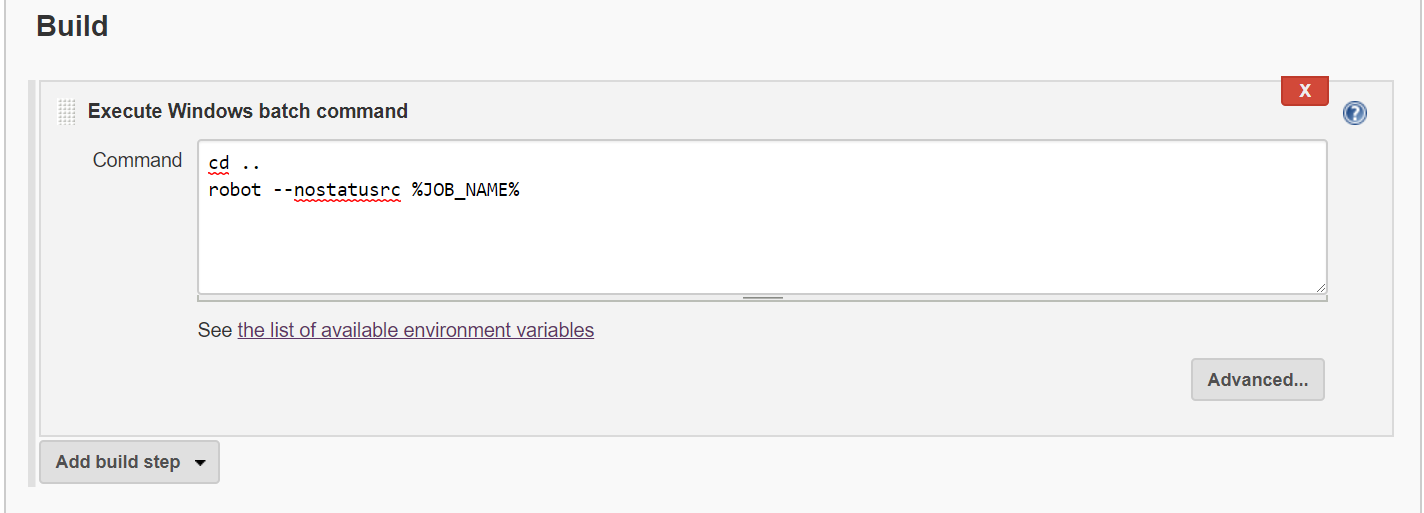 Build
Execute Windows batch command
X
?
Command
cd ..
robot --nostatusrc %JOB_NAME%
See the list of available environment variables
Advanced...
Add build step